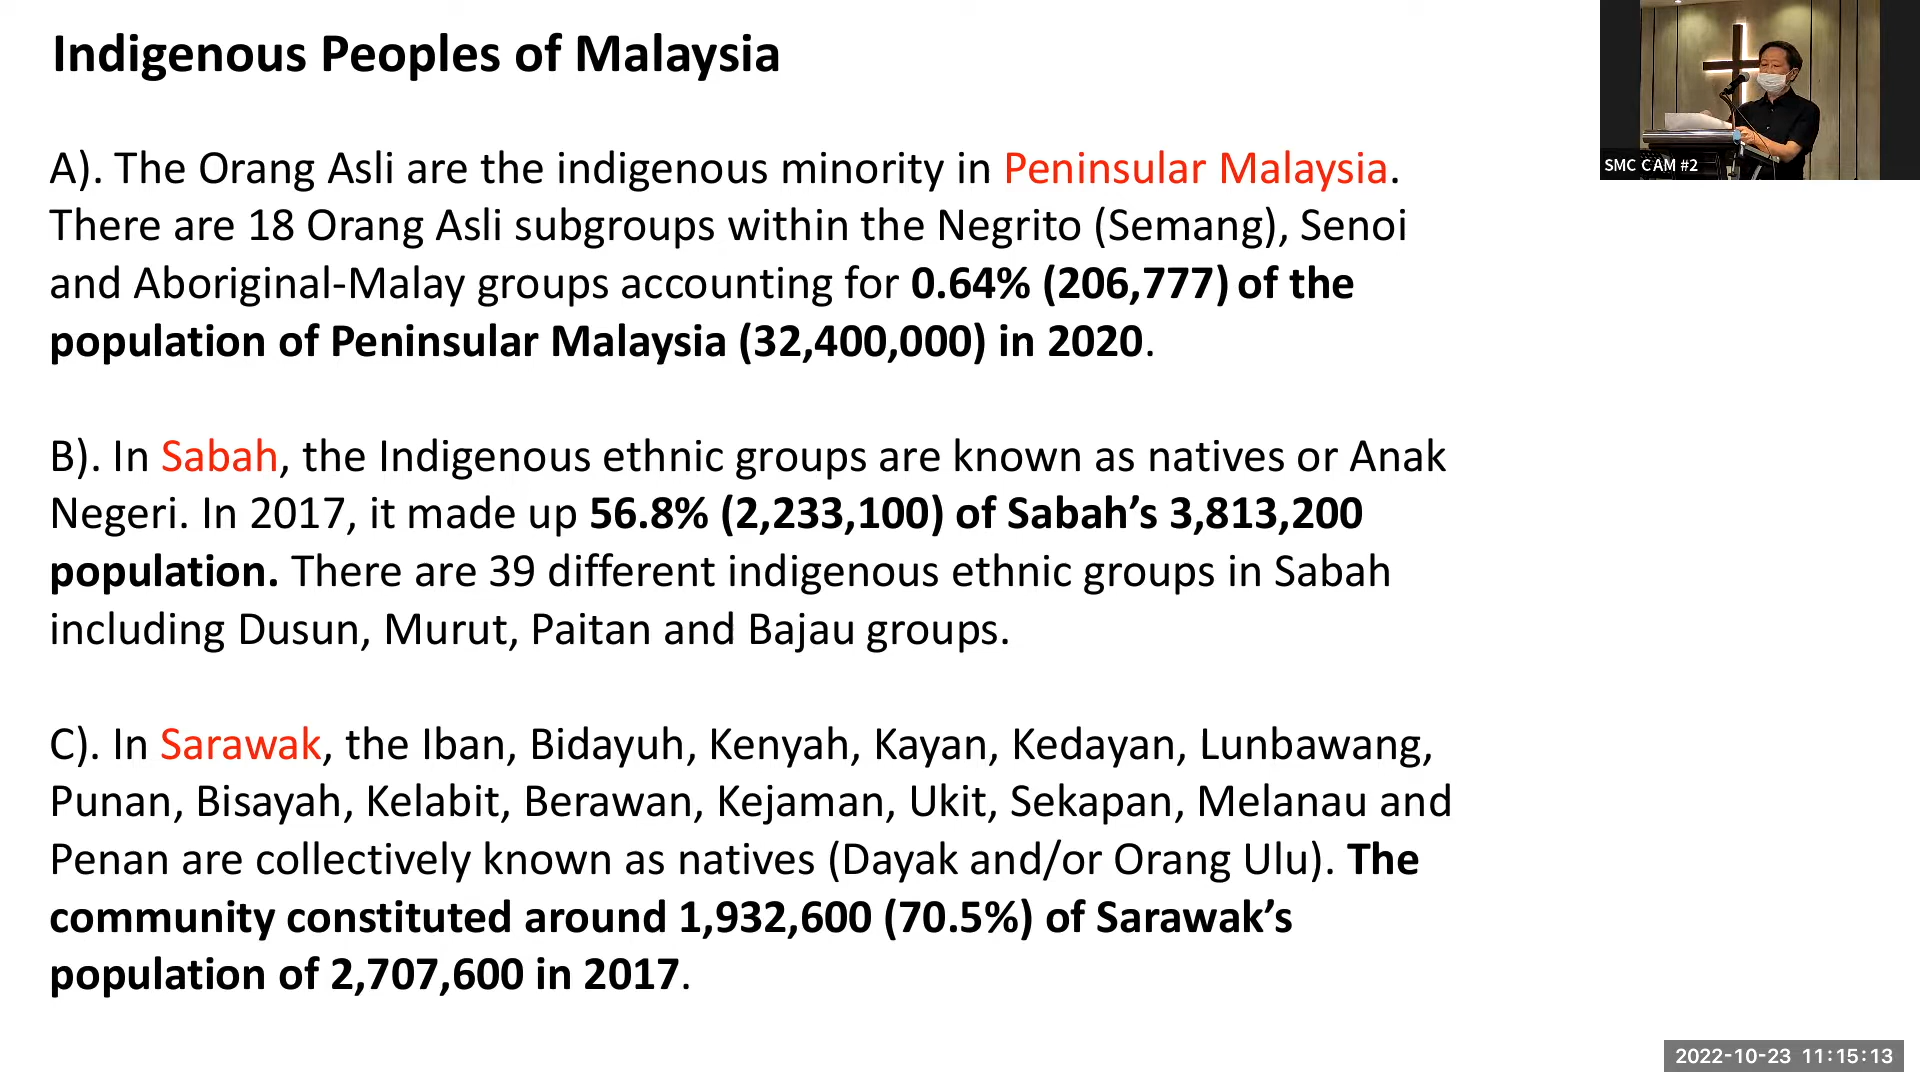 Indigenous Peoples of Malaysia
A). The Orang Asli are the indigenous minority in Peninsular Malaysia.
There are 18 Orang Asli subgroups within the Negrito (Semang), Senoi
and Aboriginal-Malay groups accounting for 0.64% (206,777) of the
population of Peninsular Malaysia (32,400,000) in 2020.
B). In Sabah, the Indigenous ethnic groups are known as natives or Anak
Negeri. In 2017, it made up 56.8% (2,233,100) of Sabah’s 3,813,200
population. There are 39 different indigenous ethnic groups in Sabah
including Dusun, Murut, Paitan and Bajau groups.
C). In Sarawak, the Iban, Bidayuh, Kenyah, Kayan, Kedayan, Lunbawang,
Punan, Bisayah, Kelabit, Berawan, Kejaman, Ukit, Sekapan, Melanau and
Penan are collectively known as natives (Dayak and/or Orang Ulu). The
community constituted around 1,932,600 (70.5%) of Sarawak’s
population of 2,707,600 in 2017.
SMC CAM #2
2022-10-23 11:15:13